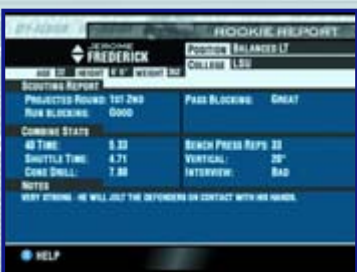 ROOKIE REPORT
JEROME
FREDERICK
POSITION BALANCED LT
COLLEGE LSU
AGE HEIGHT WEIGHT
SCOUTING REPORT
PROJECTED ROUND: 1ST 2ND
PASS BLOCKING: GREAT
RUN BLOCKING: GOOD
COMBINE STATS
40 TIME: 5.33
BENCH PRESS REPS 33
SHUTTLE TIME: 4.71
VERTICAL: 28"
CONE DRILL: 7.88
INTERVIEW: BAD
NOTES
VERY STRONG. HE WILL JOLT THE DEFENDERS ON CONTACT WITH HIS HANDS.
HELP